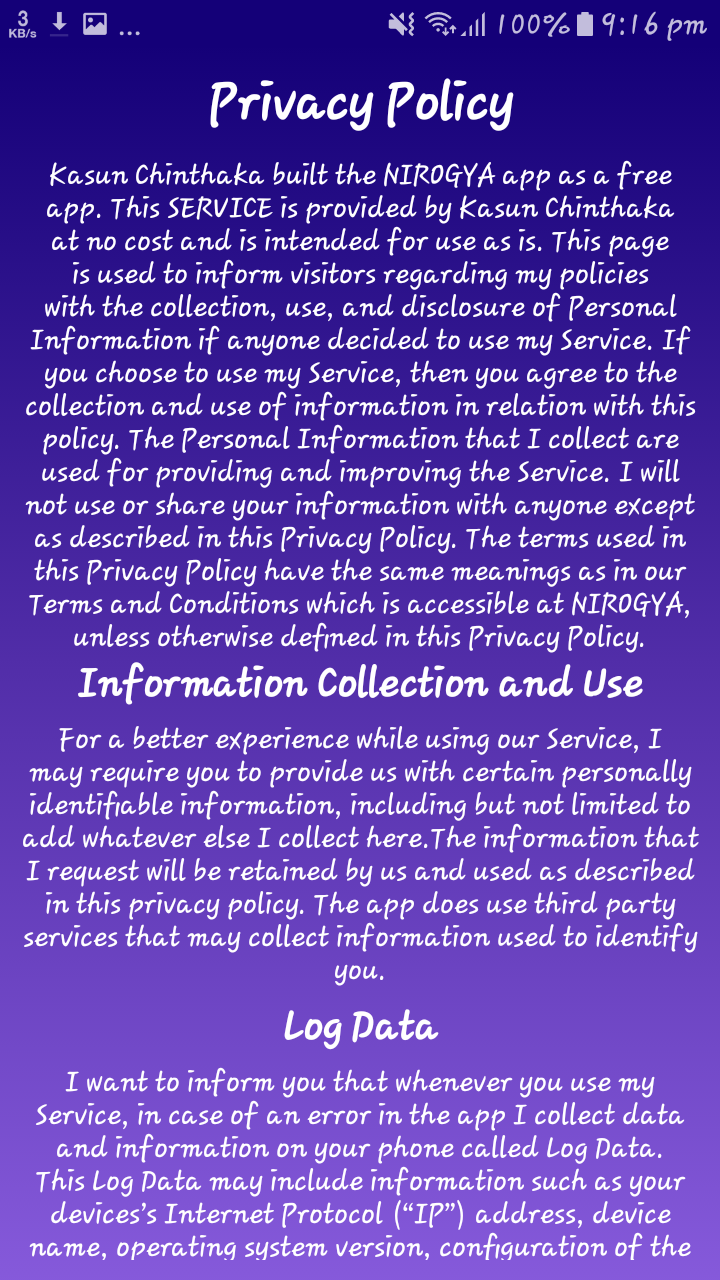 3
KB/s ... 100% 9:16 pm
Privacy Policy
Kasun Chinthaka built the NIROGYA app as a free
app. This SERVICE is provided by Kasun Chinthaka
at no cost and is intended for use as is. This page
is used to inform visitors regarding my policies
with the collection, use, and disclosure of Personal
Information if anyone decided to use my Service. If
you choose to use my Service, then you agree to the
collection and use of information in relation with this
policy. The Personal Information that I collect are
used for providing and improving the Service. I will
not use or share your information with anyone except
as described in this Privacy Policy. The terms used in
this Privacy Policy have the same meanings as in our
Terms and Conditions which is accessible at NIROGYA,
unless otherwise defined in this Privacy Policy.
Information Collection and Use
For a better experience while using our Service, I
may require you to provide us with certain personally
identifiable information, including but not limited to
add whatever else I collect here.The information that
I request will be retained by us and used as described
in this privacy policy. The app does use third party
services that may collect information used to identify
you.
Log Data
I want to inform you that whenever you use my
Service, in case of an error in the app I collect data
and information on your phone called Log Data.
This Log Data may include information such as your
devices’s Internet Protocol (“IP”) address, device
name, operating system version, configuration of the